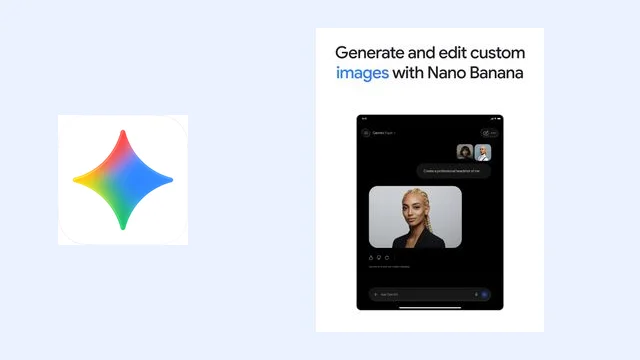 Generate and edit custom
images with Nano Banana
Create a professional headshot of me